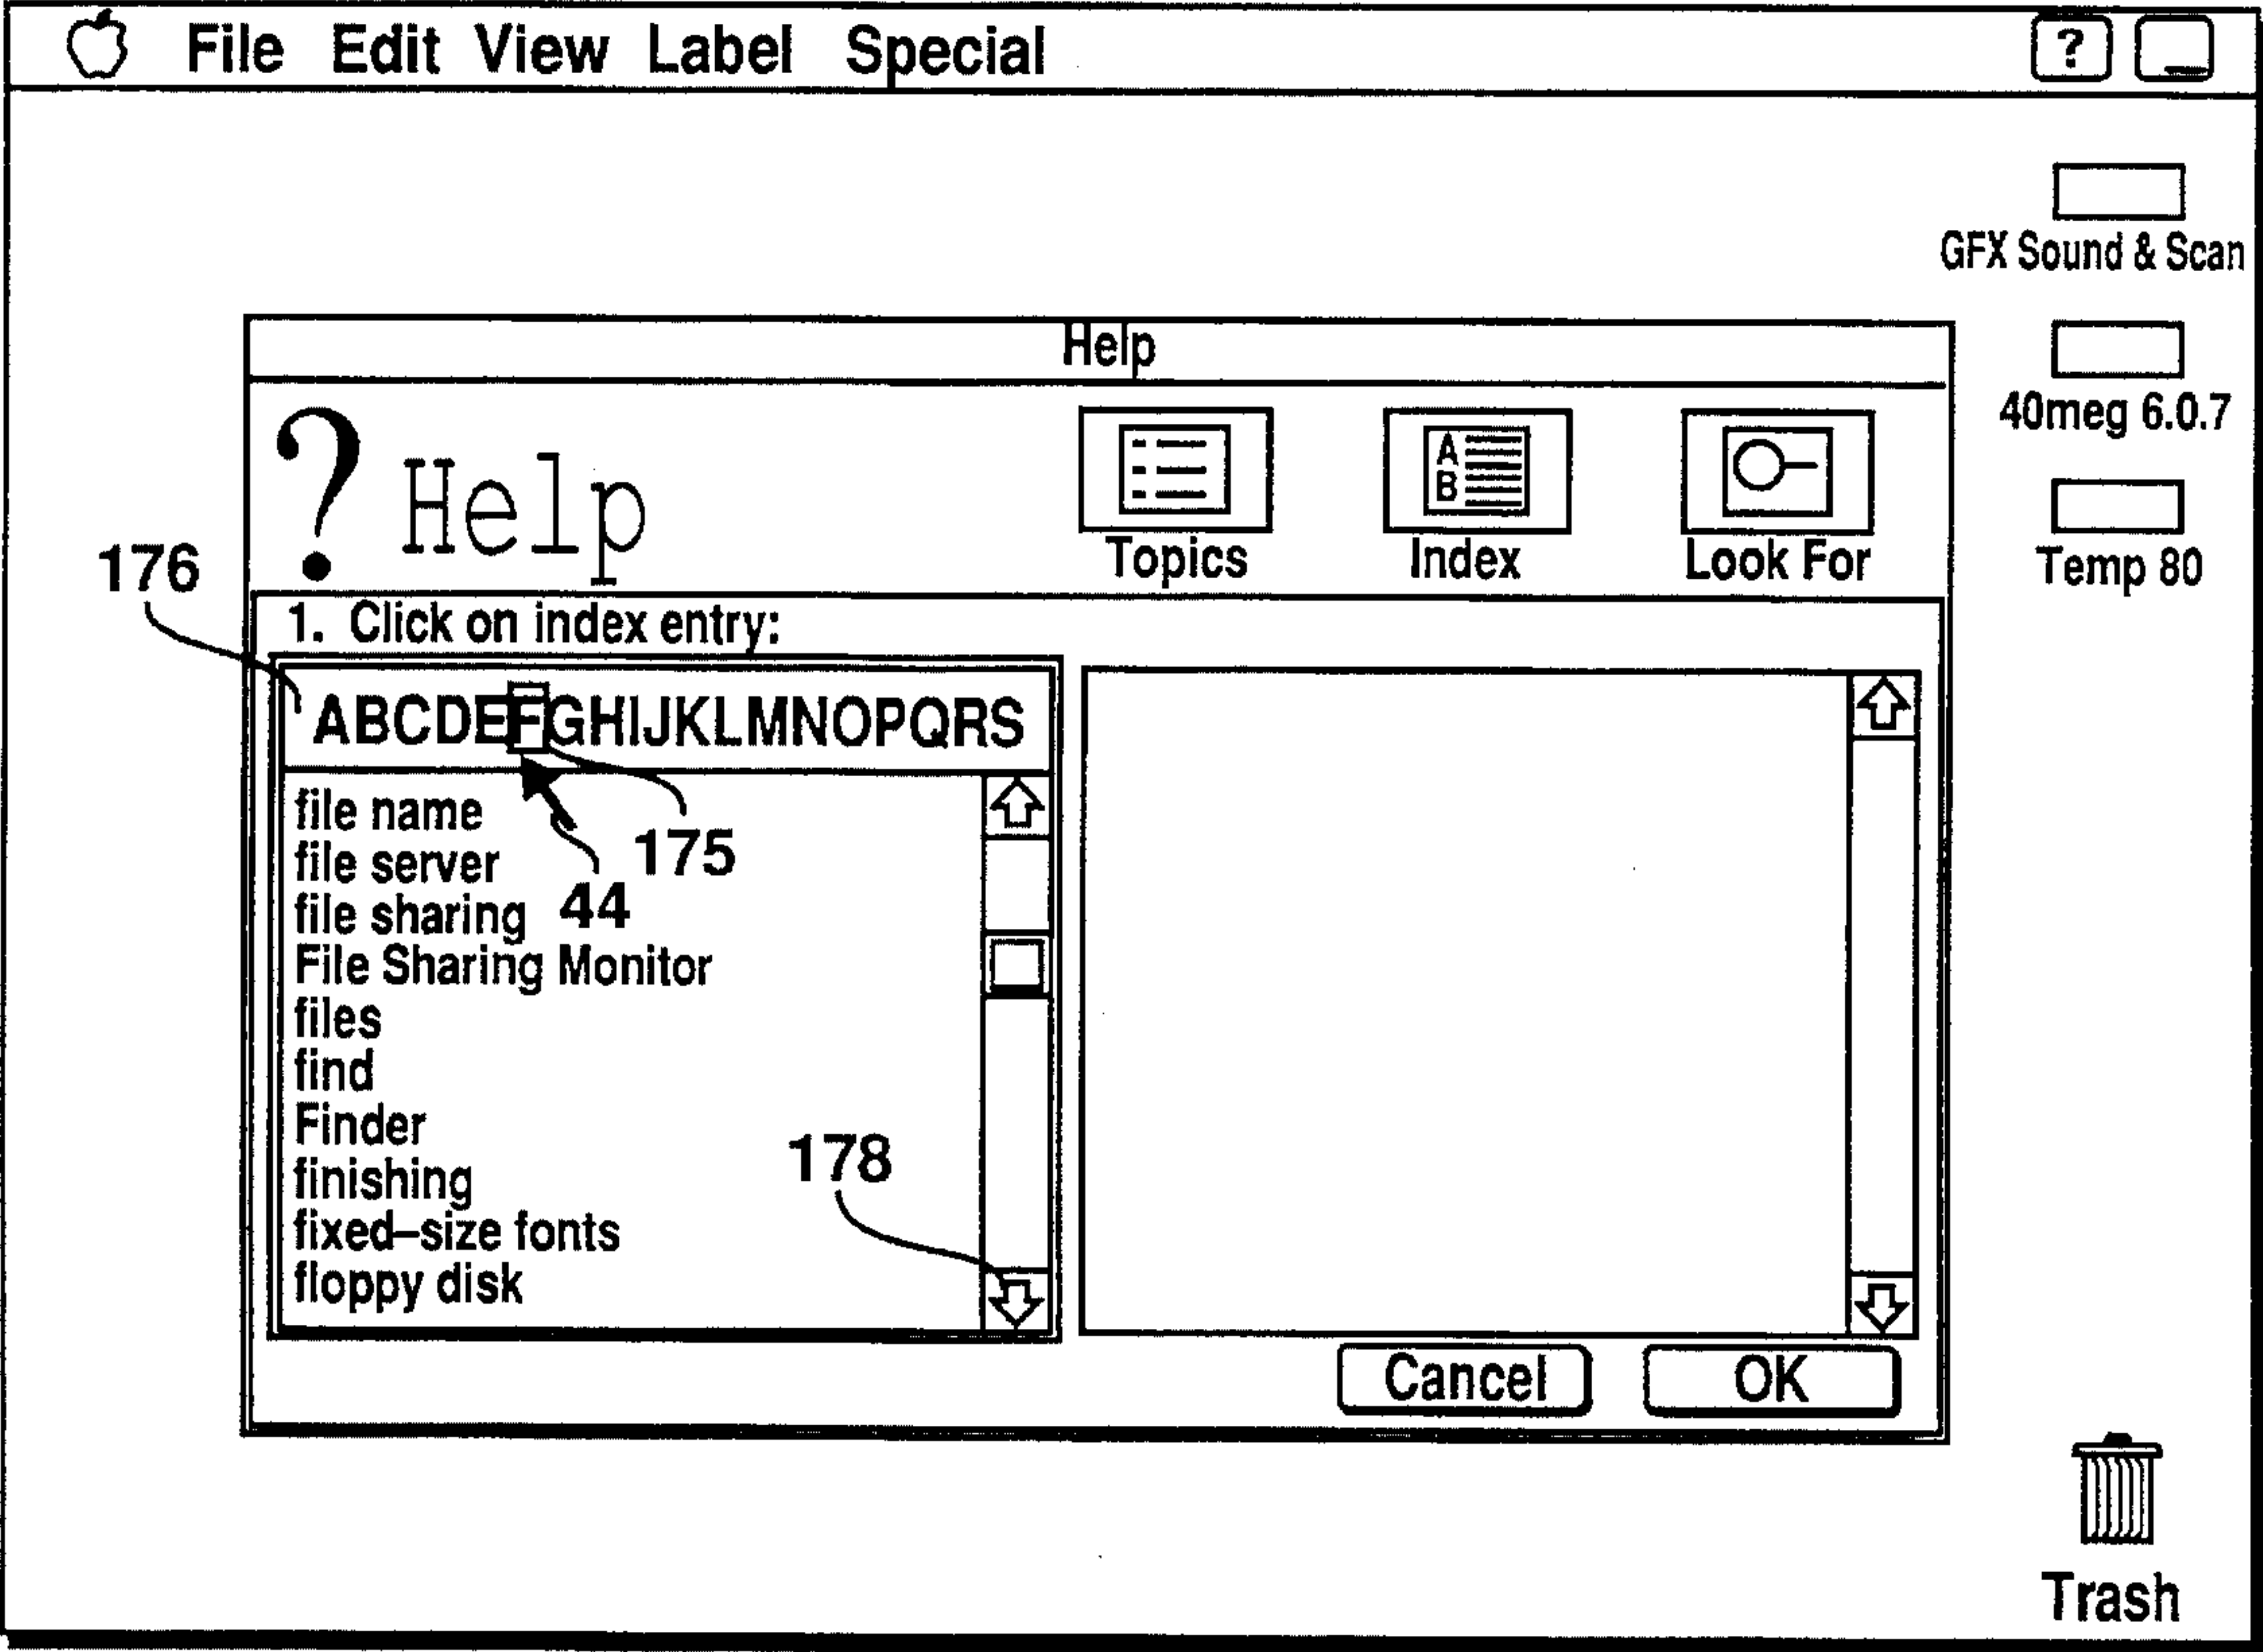 File Edit View Label Special ?
GFX Sound & Scan
Help
40meg 6.0.7
? Help
A
B
Topics Index Look For
Temp 80
176
1. Click on index entry:
ABCDEFGHIJKLMNOPQRS
file name
175
file server
44
file sharing
File Sharing Monitor
files
find
Finder
178
finishing
fixed–size fonts
floppy disk
Cancel OK
Trash